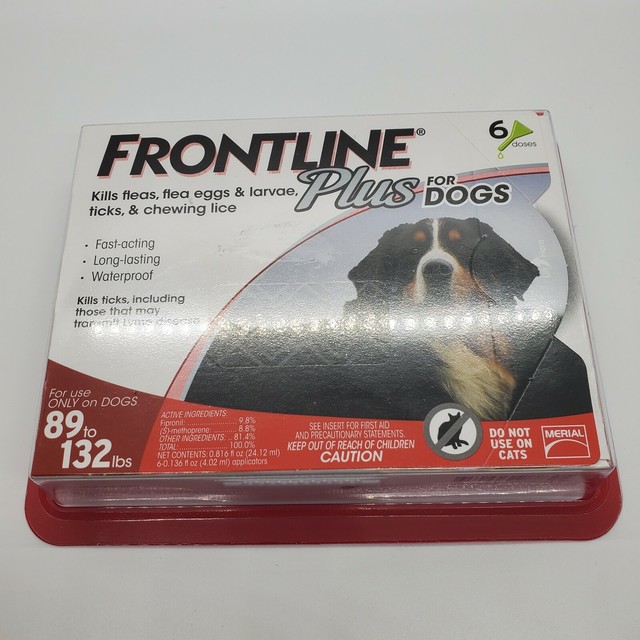 FRONTLINE®
Plus FOR DOGS
6 doses
Kills fleas, flea eggs & larvae,
ticks, & chewing lice
• Fast-acting
• Long-lasting
• Waterproof
Kills ticks, including
those that may
transmit Lyme disease
For use
ONLY on DOGS
89 to
132 lbs
ACTIVE INGREDIENTS:
Fipronil.................... 9.8%
(S)-methoprene............ 8.8%
OTHER INGREDIENTS:...81.4%
TOTAL:.................... 100.0%
NET CONTENTS: 0.816 fl oz (24.12 ml)
6-0.136 fl oz (4.02 ml) applicators
SEE INSERT FOR FIRST AID
AND PRECAUTIONARY STATEMENTS.
KEEP OUT OF REACH OF CHILDREN
CAUTION
DO NOT
USE ON
CATS
MERIAL